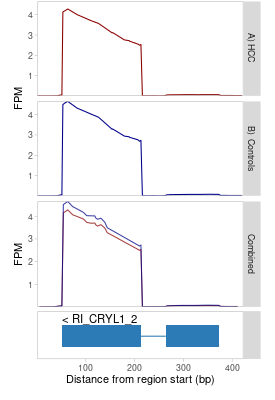 4
3
2
1
A) HCC
FPM
4
3
2
1
B) Controls
4
3
2
1
Combined
FPM
< RI_CRYL1_2
100 200 300 400
Distance from region start (bp)